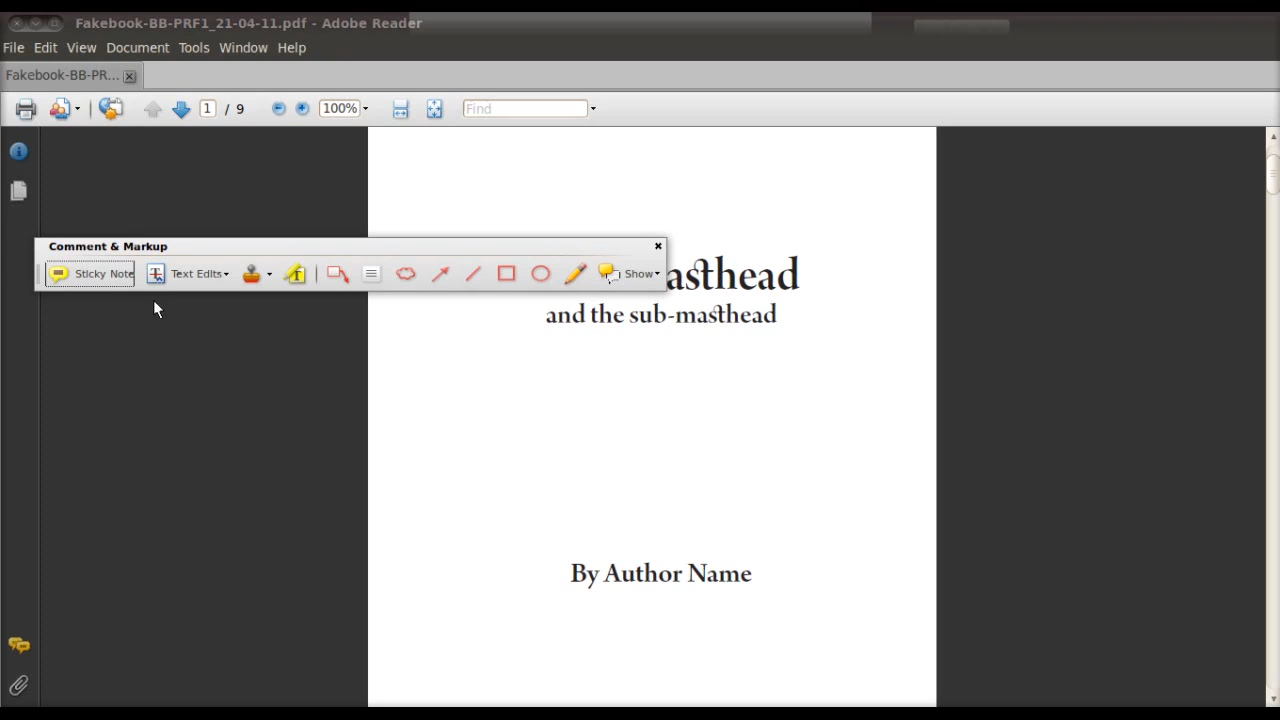 Fakebook-BB-PRF1_21-04-11.pdf - Adobe Reader
File Edit View Document Tools Window Help
Fakebook-BB-PR...
1 / 9 100% Find
Comment & Markup
Sticky Note Text Edits Show
asthead
and the sub-masthead
By Author Name